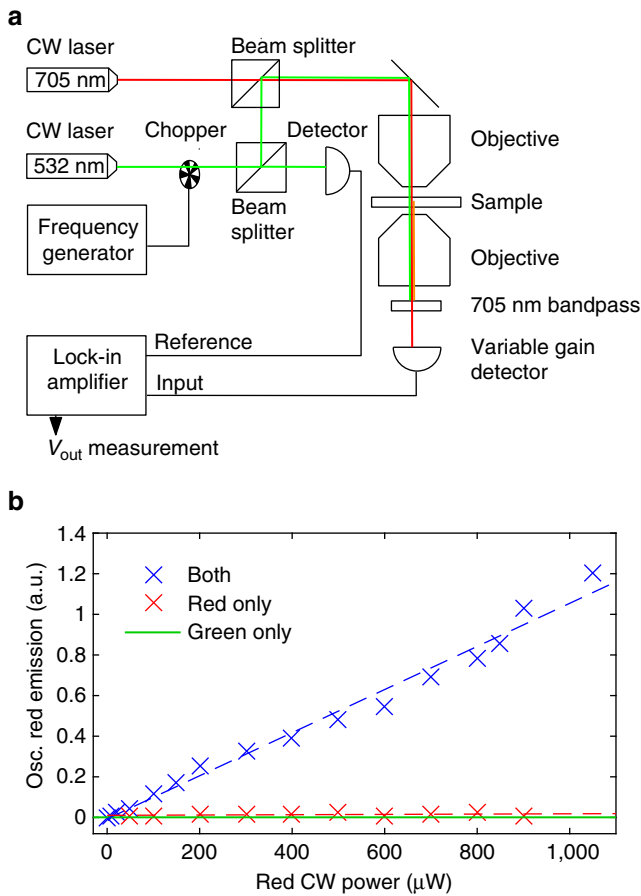 a
CW laser
705 nm
Beam splitter
CW laser
532 nm
Chopper
Detector
Beam
splitter
Objective
Sample
Objective
705 nm bandpass
Variable gain
detector
Frequency
generator
Lock-in
amplifier
Reference
Input
Vout measurement
b
Osc. red emission (a.u.)
1.4
1.2
1.0
0.8
0.6
0.4
0.2
0
Both
Red only
Green only
0 200 400 600 800 1,000
Red CW power (μW)